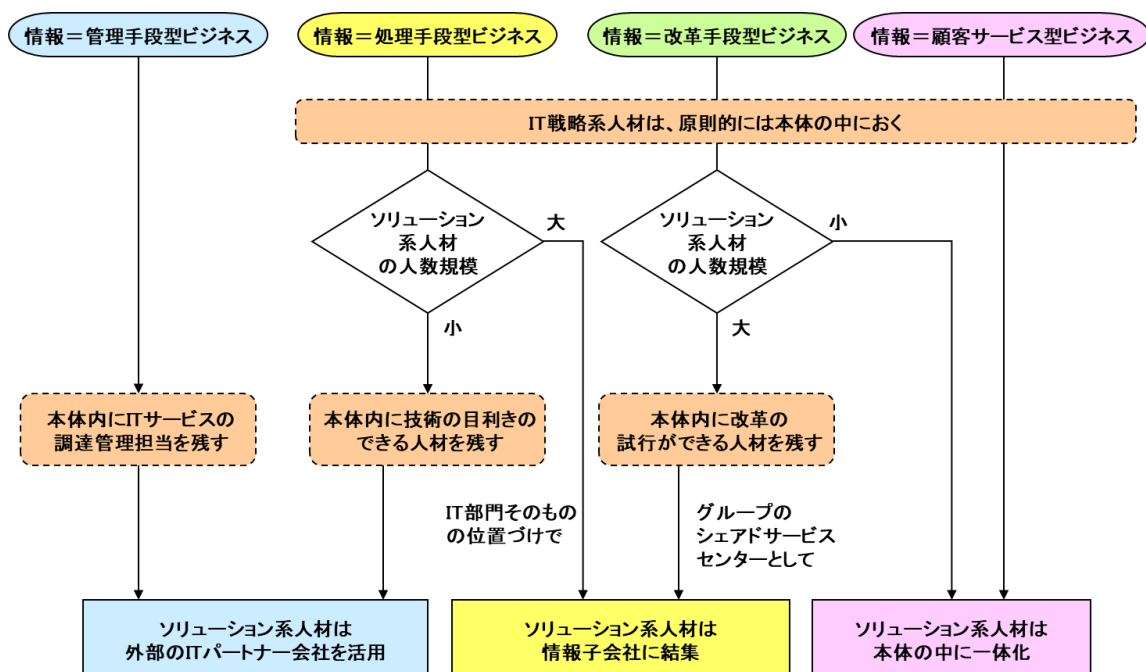 情報＝管理手段型ビジネス
情報＝処理手段型ビジネス
情報＝改革手段型ビジネス
情報＝顧客サービス型ビジネス
IT戦略系人材は、原則的には本体の中におく
ソリューション
系人材
の人数規模
大
小
ソリューション
系人材
の人数規模
小
大
本体内にITサービスの
調達管理担当を残す
本体内に技術の目利きの
できる人材を残す
本体内に改革の
試行ができる人材を残す
IT部門そのもの
の位置づけで
グループの
シェアドサービス
センターとして
ソリューション系人材は
外部のITパートナー会社を活用
ソリューション系人材は
情報子会社に結集
ソリューション系人材は
本体の中に一体化